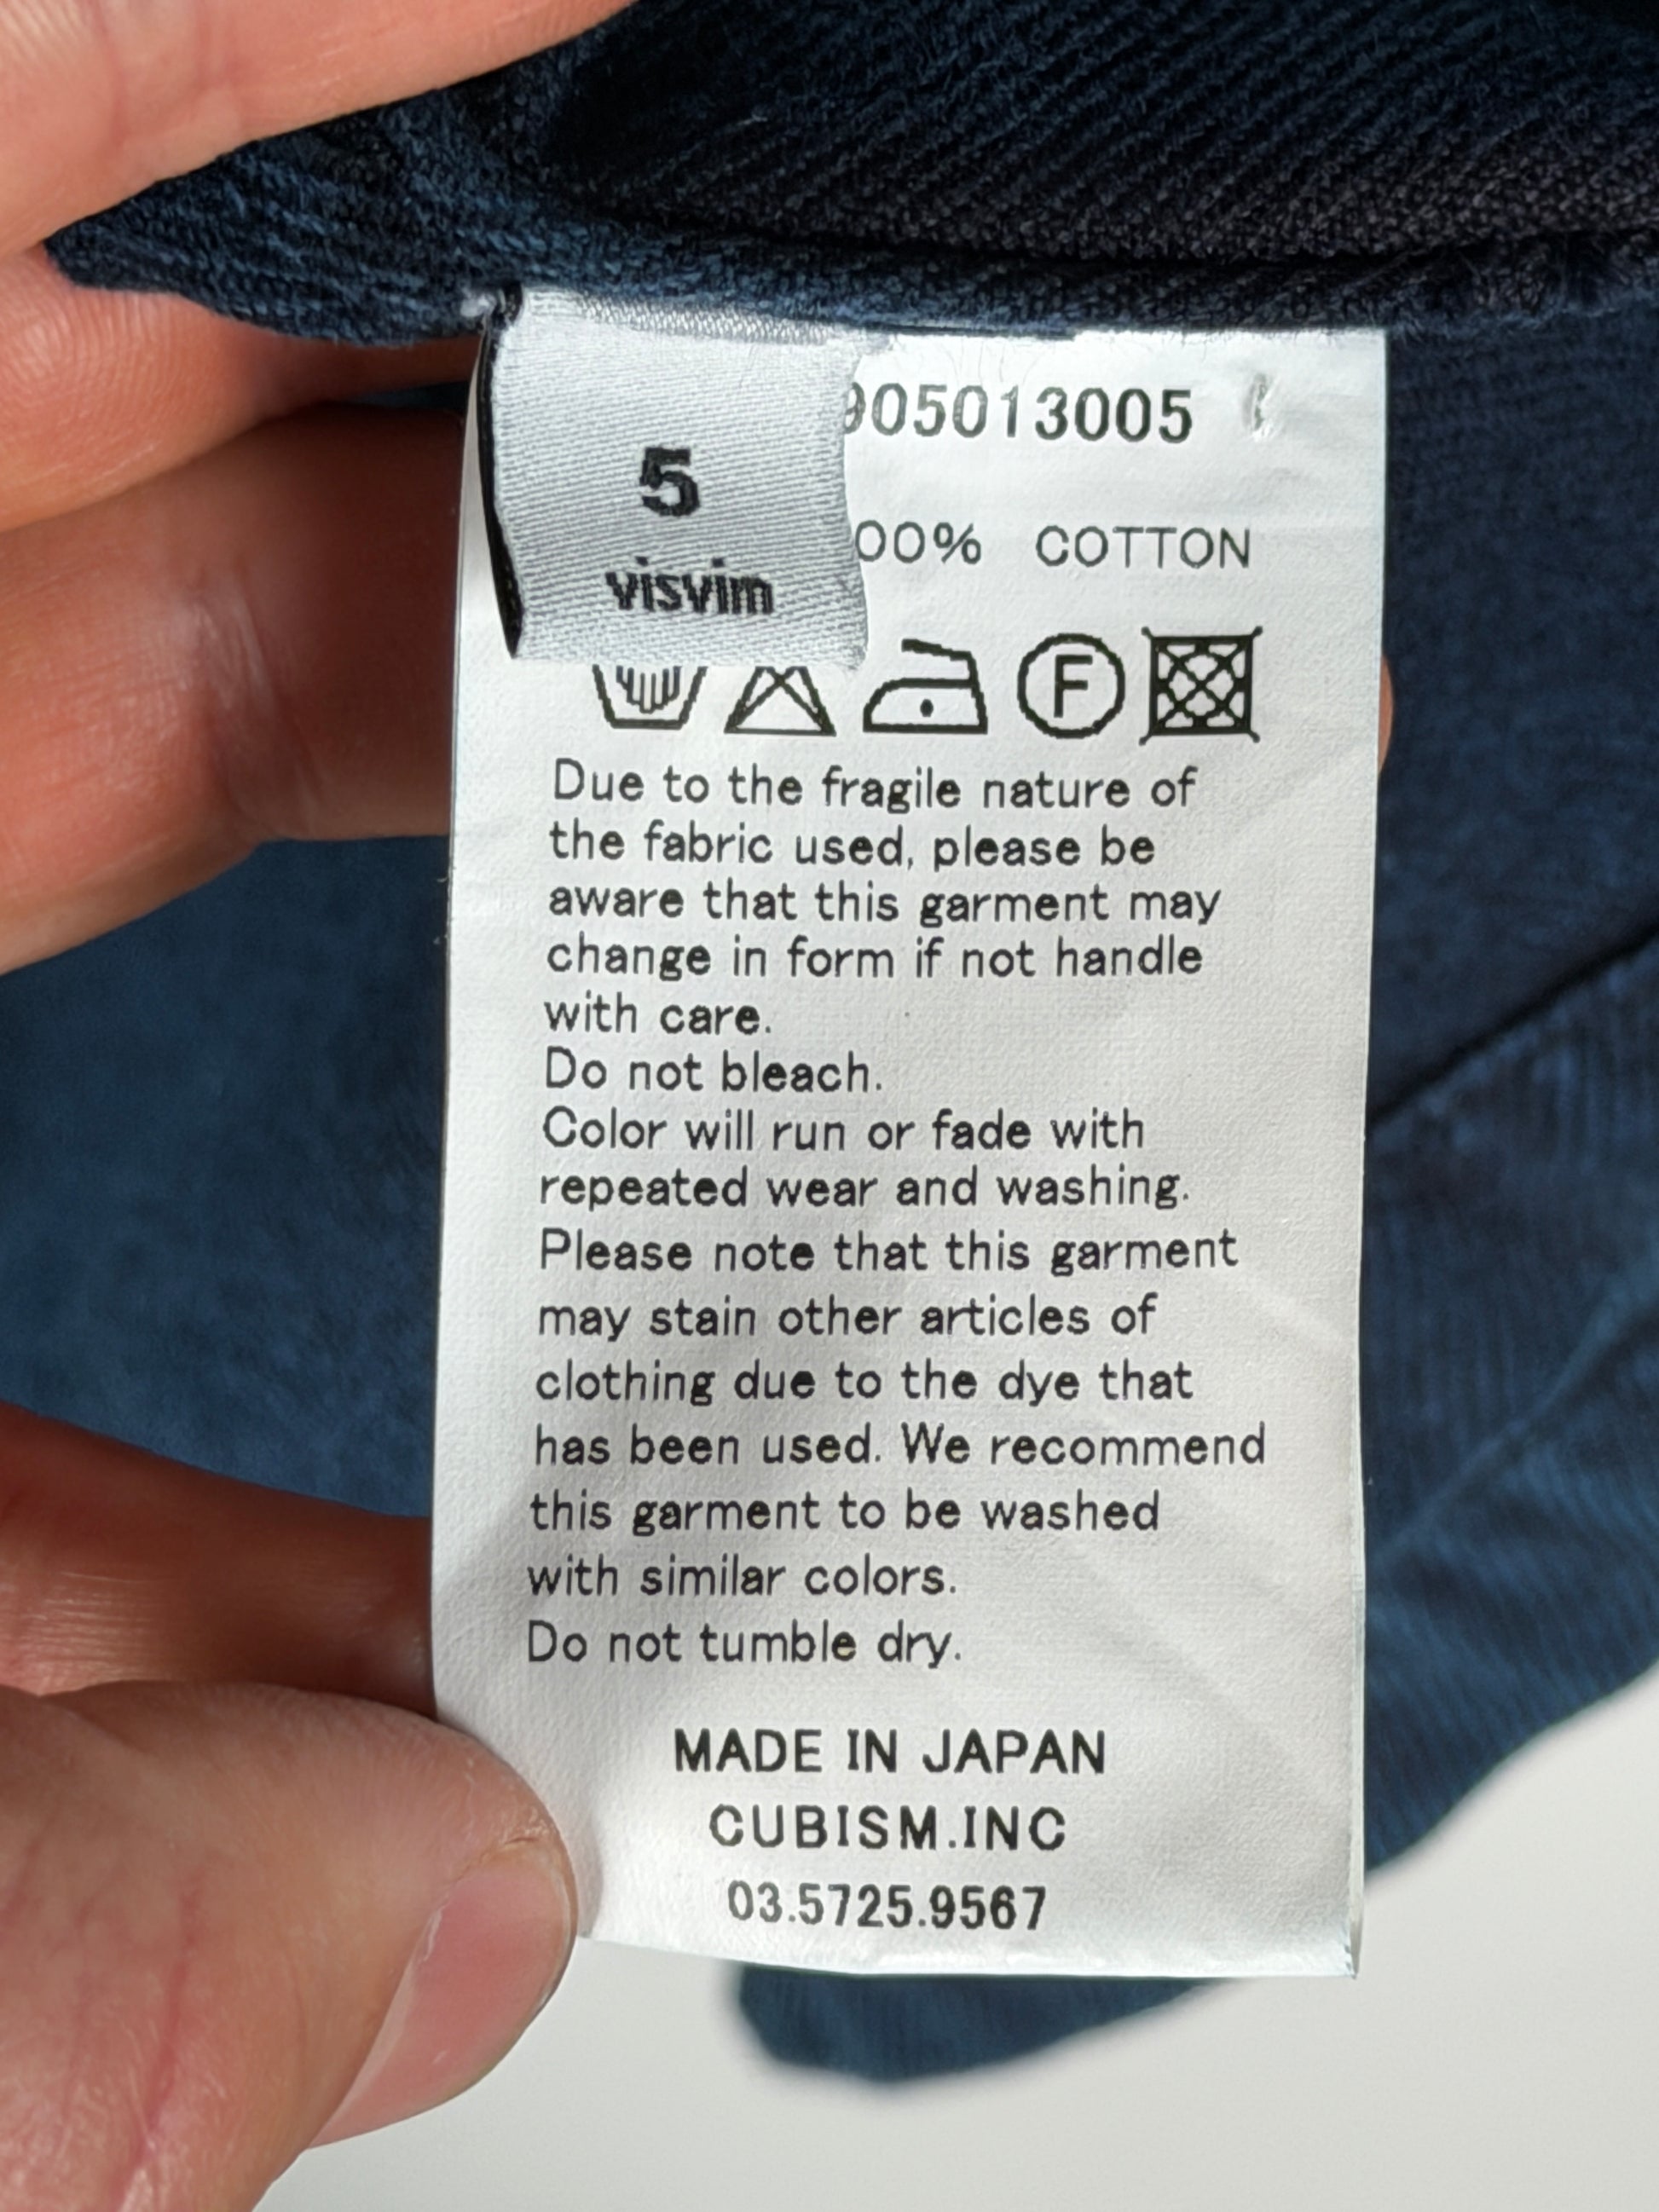 5
visvim
905013005
00% COTTON
F
Due to the fragile nature of
the fabric used, please be
aware that this garment may
change in form if not handle
with care.
Do not bleach.
Color will run or fade with
repeated wear and washing.
Please note that this garment
may stain other articles of
clothing due to the dye that
has been used. We recommend
this garment to be washed
with similar colors.
Do not tumble dry.
MADE IN JAPAN
CUBISM.INC
03.5725.9567